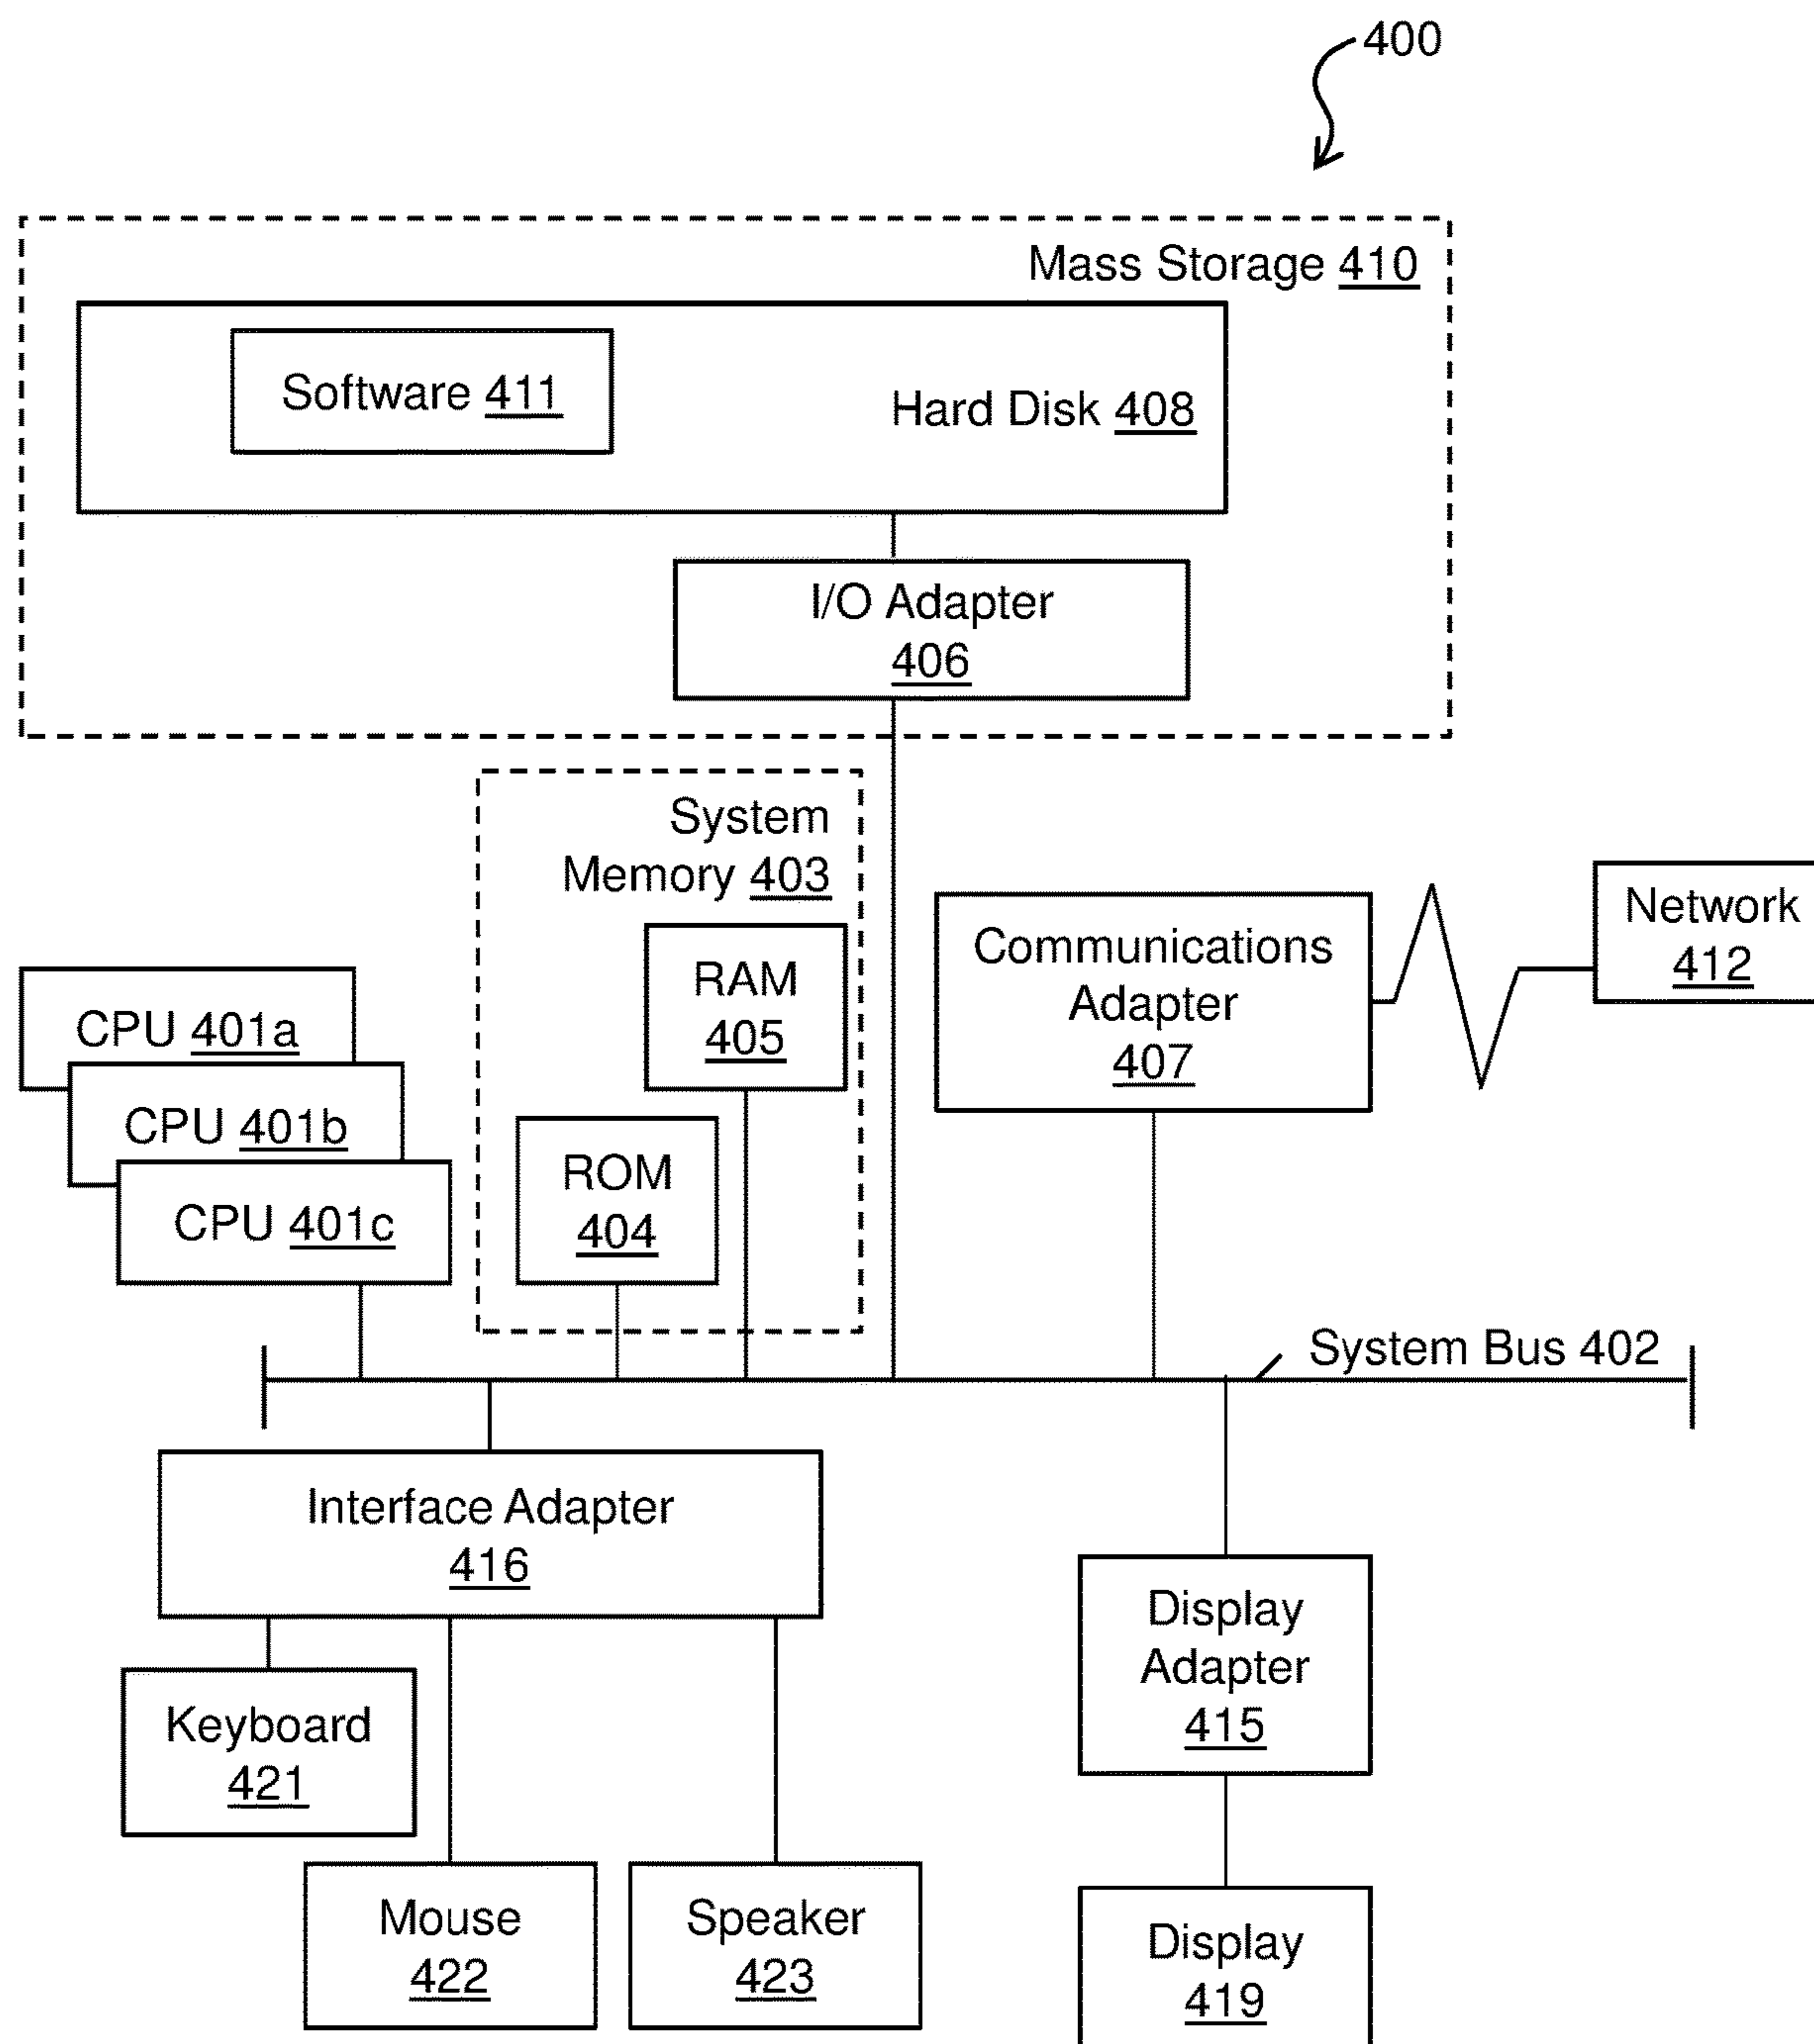 400
Mass Storage 410
Software 411
Hard Disk 408
I/O Adapter
406
System
Memory 403
RAM
405
ROM
404
Communications
Adapter
407
Network
412
CPU 401a
CPU 401b
CPU 401c
System Bus 402
Interface Adapter
416
Display
Adapter
415
Keyboard
421
Mouse
422
Speaker
423
Display
419